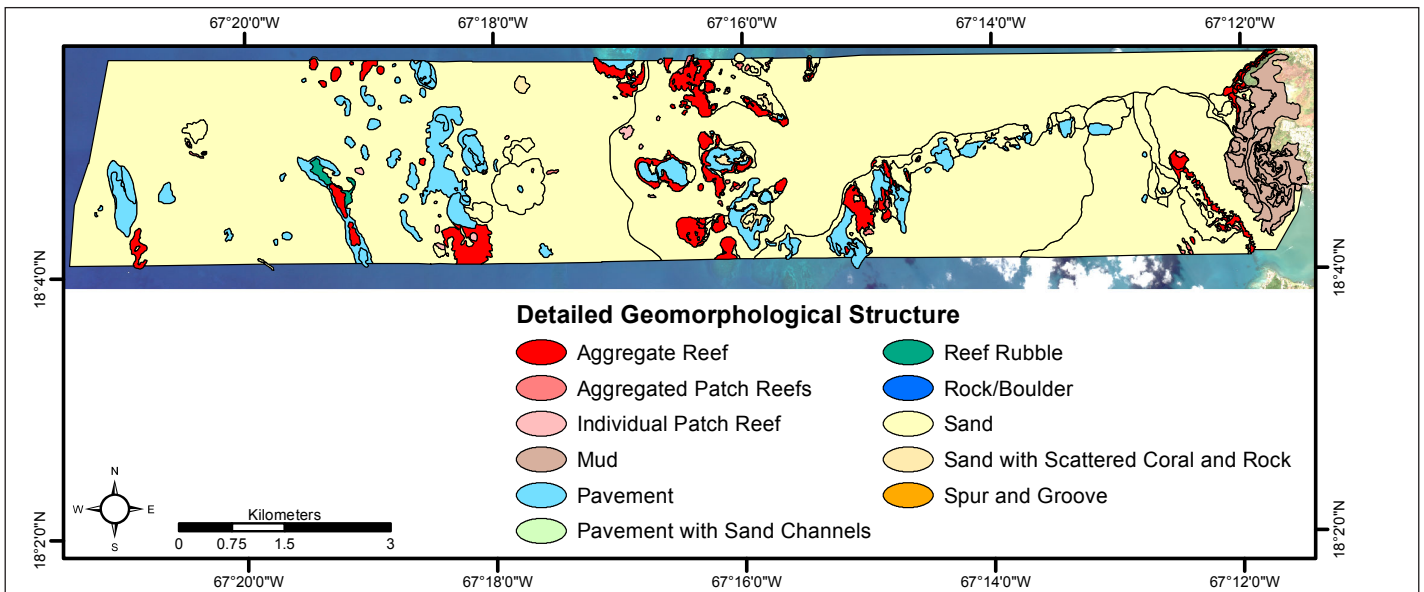 67°20'0"W 67°18'0"W 67°16'0"W 67°14'0"W 67°12'0"W
18°4'0"N 18°4'0"N
Detailed Geomorphological Structure
Aggregate Reef Reef Rubble
Aggregated Patch Reefs Rock/Boulder
Individual Patch Reef Sand
Mud Sand with Scattered Coral and Rock
Pavement Spur and Groove
Pavement with Sand Channels
N
W E
S
Kilometers
0 0.75 1.5 3
18°2'0"N 18°2'0"N
67°20'0"W 67°18'0"W 67°16'0"W 67°14'0"W 67°12'0"W